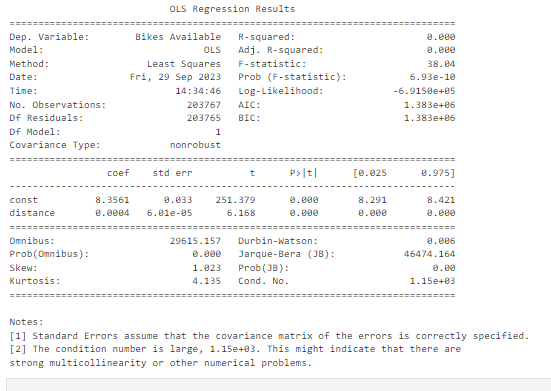 OLS Regression Results
==============================================================================
Dep. Variable: Bikes Available R-squared: 0.000
Model: OLS Adj. R-squared: 0.000
Method: Least Squares F-statistic: 38.04
Date: Fri, 29 Sep 2023 Prob (F-statistic): 6.93e-10
Time: 14:34:46 Log-Likelihood: -6.9150e+05
No. Observations: 203767 AIC: 1.383e+06
Df Residuals: 203765 BIC: 1.383e+06
Df Model: 1
Covariance Type: nonrobust
==============================================================================
coef std err t P>|t| [0.025 0.975]
------------------------------------------------------------------------------
const 8.3561 0.033 251.379 0.000 8.291 8.421
distance 0.0004 6.01e-05 6.168 0.000 0.000 0.000
==============================================================================
Omnibus: 29615.157 Durbin-Watson: 0.006
Prob(Omnibus): 0.000 Jarque-Bera (JB): 46474.164
Skew: 1.023 Prob(JB): 0.00
Kurtosis: 4.135 Cond. No. 1.15e+03
==============================================================================
Notes:
[1] Standard Errors assume that the covariance matrix of the errors is correctly specified.
[2] The condition number is large, 1.15e+03. This might indicate that there are
strong multicollinearity or other numerical problems.